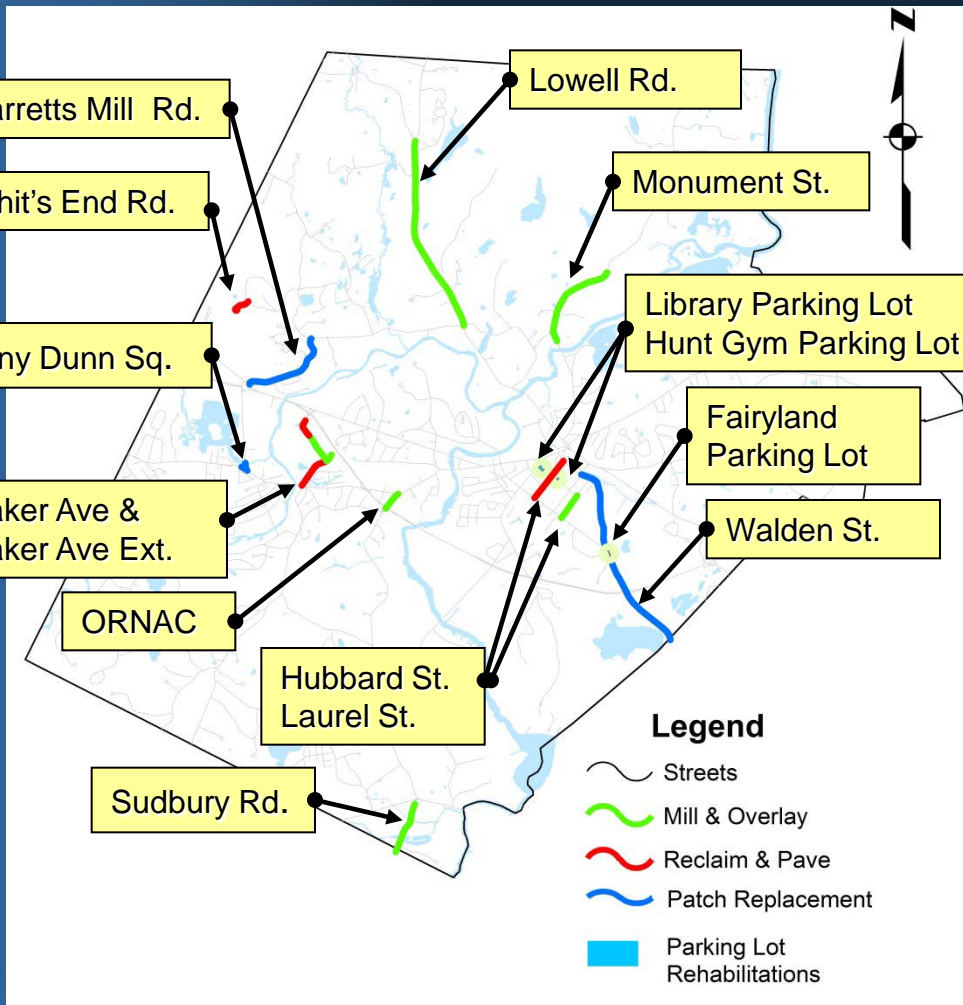 Lowell Rd.
arretts Mill Rd.
Monument St.
hit's End Rd.
Library Parking Lot
Hunt Gym Parking Lot
ny Dunn Sq.
Fairyland
Parking Lot
aker Ave &
aker Ave Ext.
Walden St.
ORNAC
Hubbard St.
Laurel St.
Sudbury Rd.
Legend
Streets
Mill & Overlay
Reclaim & Pave
Patch Replacement
Parking Lot
Rehabilitations
N